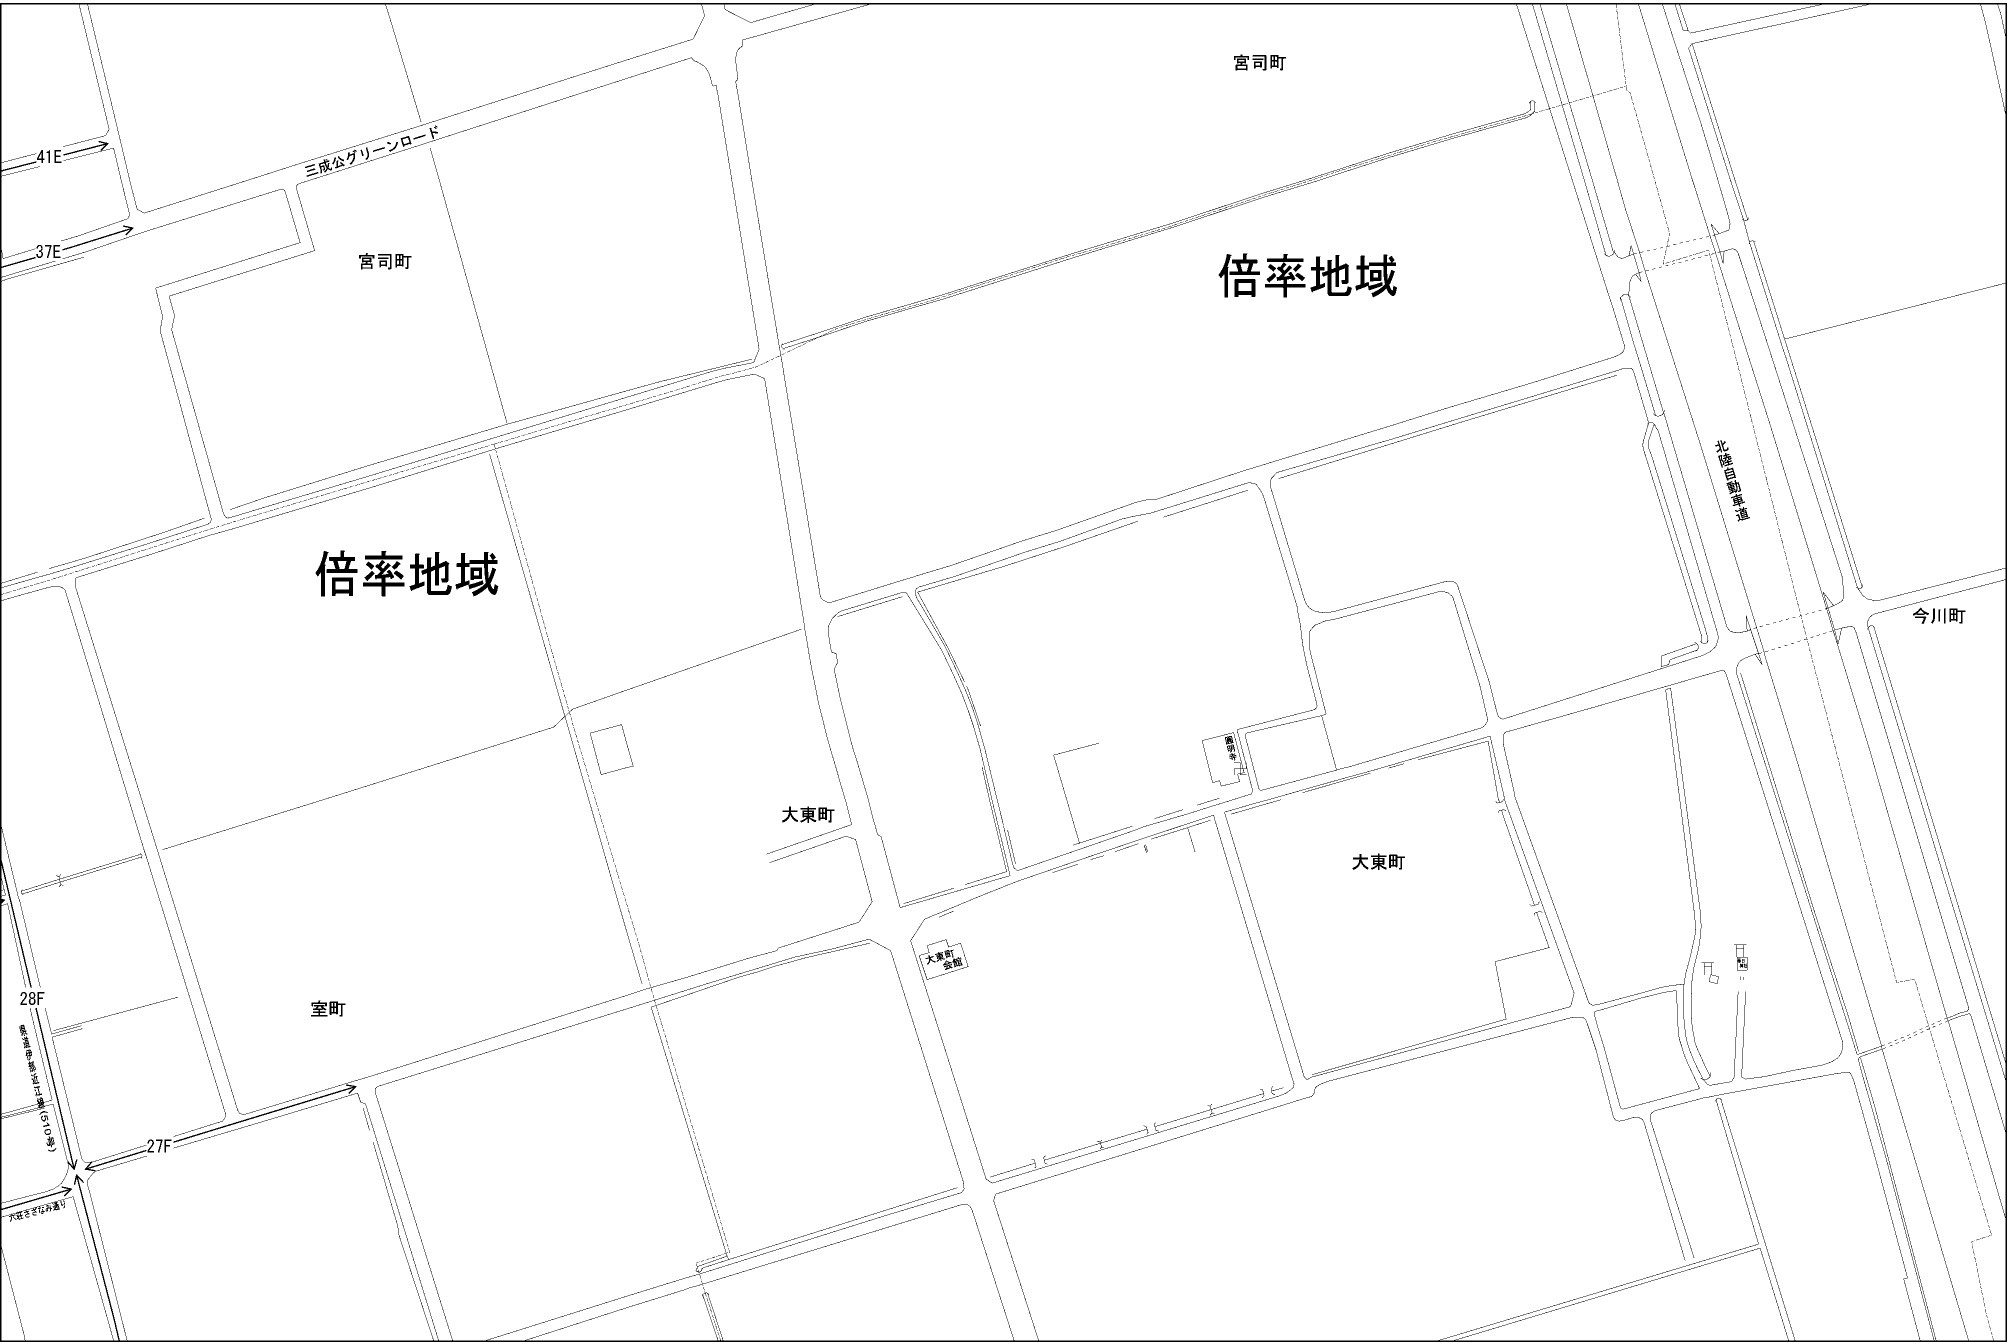 宮司町
41E
三成公グリーンロード
37E
宮司町
倍率地域
北陸自動車道
倍率地域
今川町
圓明寺
大東町
大東町
大東町
会館
28F
室町
27F
六荘さざなみ通り